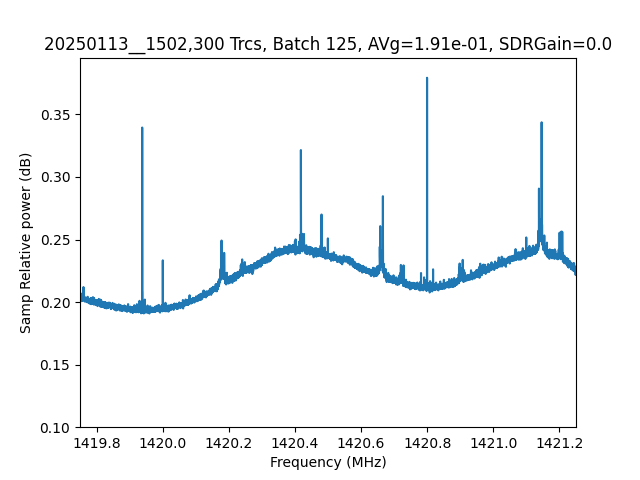 20250113__1502,300 Trcs, Batch 125, AVg=1.91e-01, SDRGain=0.0
Samp Relative power (dB)
0.35
0.30
0.25
0.20
0.15
0.10
1419.8 1420.0 1420.2 1420.4 1420.6 1420.8 1421.0 1421.2
Frequency (MHz)